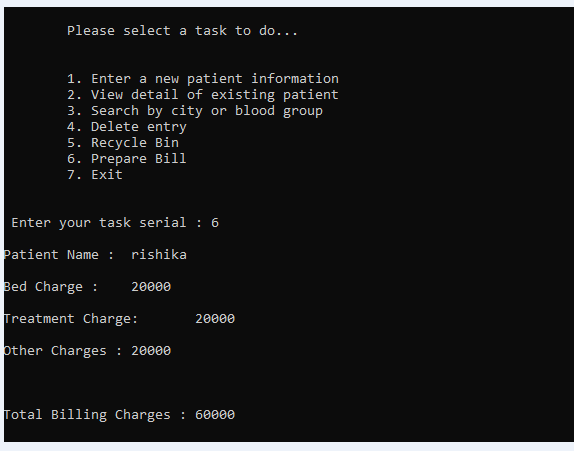 Please select a task to do...
1. Enter a new patient information
2. View detail of existing patient
3. Search by city or blood group
4. Delete entry
5. Recycle Bin
6. Prepare Bill
7. Exit
Enter your task serial : 6
Patient Name : rishika
Bed Charge : 20000
Treatment Charge: 20000
Other Charges : 20000
Total Billing Charges : 60000